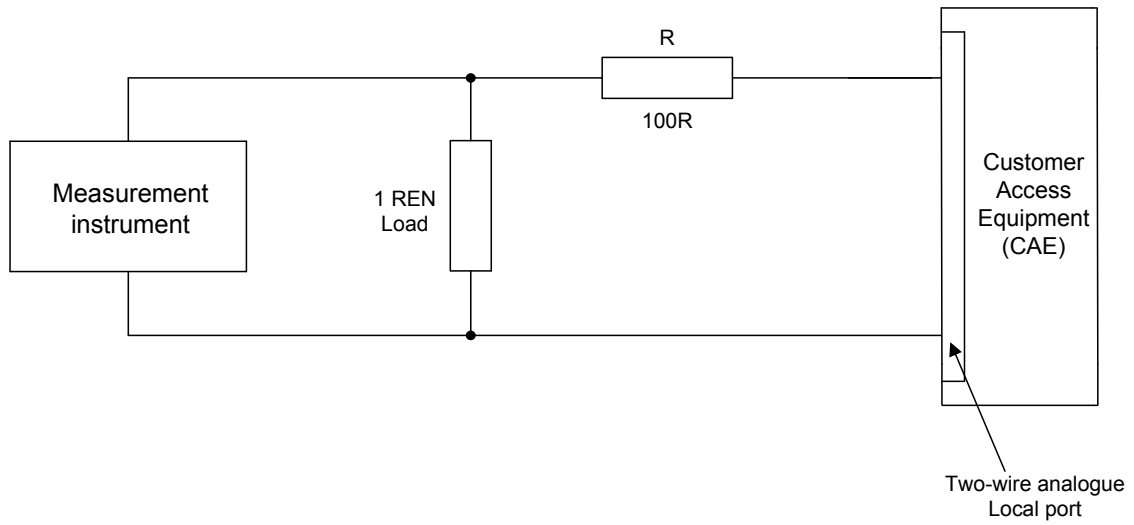 R
100R
Measurement
instrument
1 REN
Load
Customer
Access
Equipment
(CAE)
Two-wire analogue
Local port